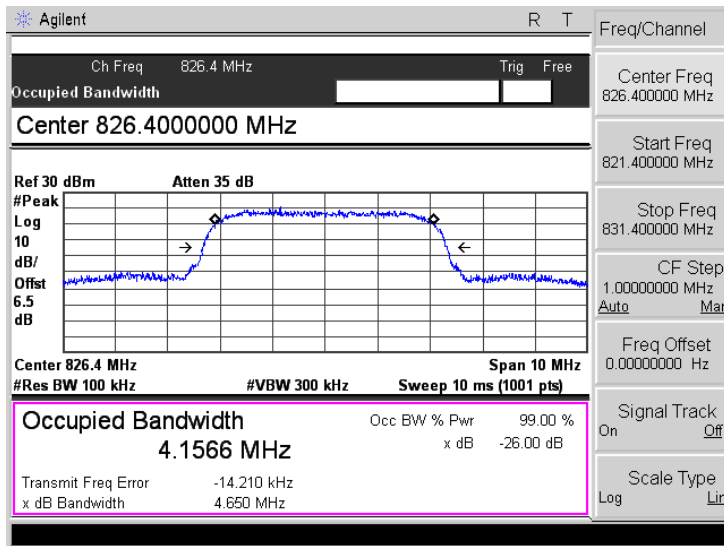 Agilent R T
Freq/Channel
Ch Freq 826.4 MHz Trig Free
Occupied Bandwidth
Center 826.4000000 MHz
Ref 30 dBm Atten 35 dB
#Peak
Log
10
dB/
Offst
6.5
dB
Center 826.4 MHz Span 10 MHz
#Res BW 100 kHz #VBW 300 kHz Sweep 10 ms (1001 pts)
Occupied Bandwidth
4.1566 MHz
Occ BW % Pwr 99.00 %
x dB -26.00 dB
Transmit Freq Error -14.210 kHz
x dB Bandwidth 4.650 MHz
Center Freq
826.400000 MHz
Start Freq
821.400000 MHz
Stop Freq
831.400000 MHz
CF Step
1.00000000 MHz
Auto Mar
Freq Offset
0.00000000 Hz
Signal Track
On Off
Scale Type
Log Lin